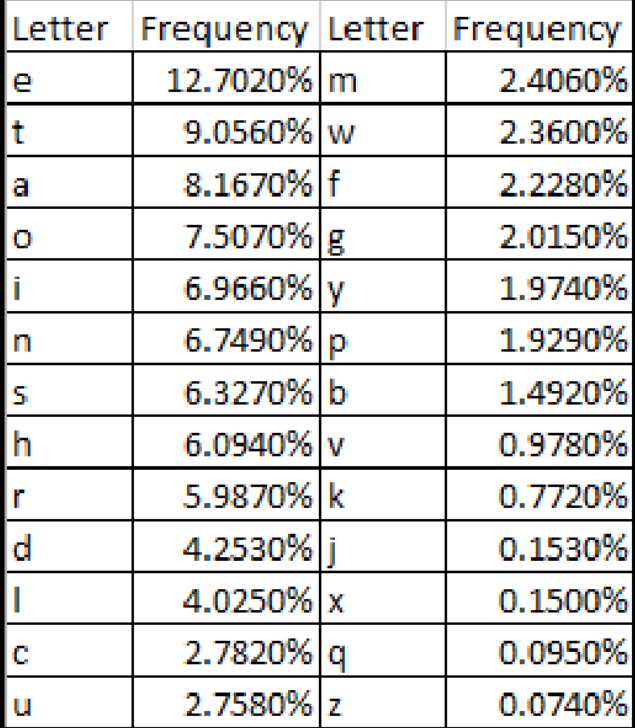 Letter Frequency Letter Frequency
e 12.7020% m 2.4060%
t 9.0560% w 2.3600%
a 8.1670% f 2.2280%
o 7.5070% g 2.0150%
i 6.9660% y 1.9740%
n 6.7490% p 1.9290%
s 6.3270% b 1.4920%
h 6.0940% v 0.9780%
r 5.9870% k 0.7720%
d 4.2530% j 0.1530%
l 4.0250% x 0.1500%
c 2.7820% q 0.0950%
u 2.7580% z 0.0740%